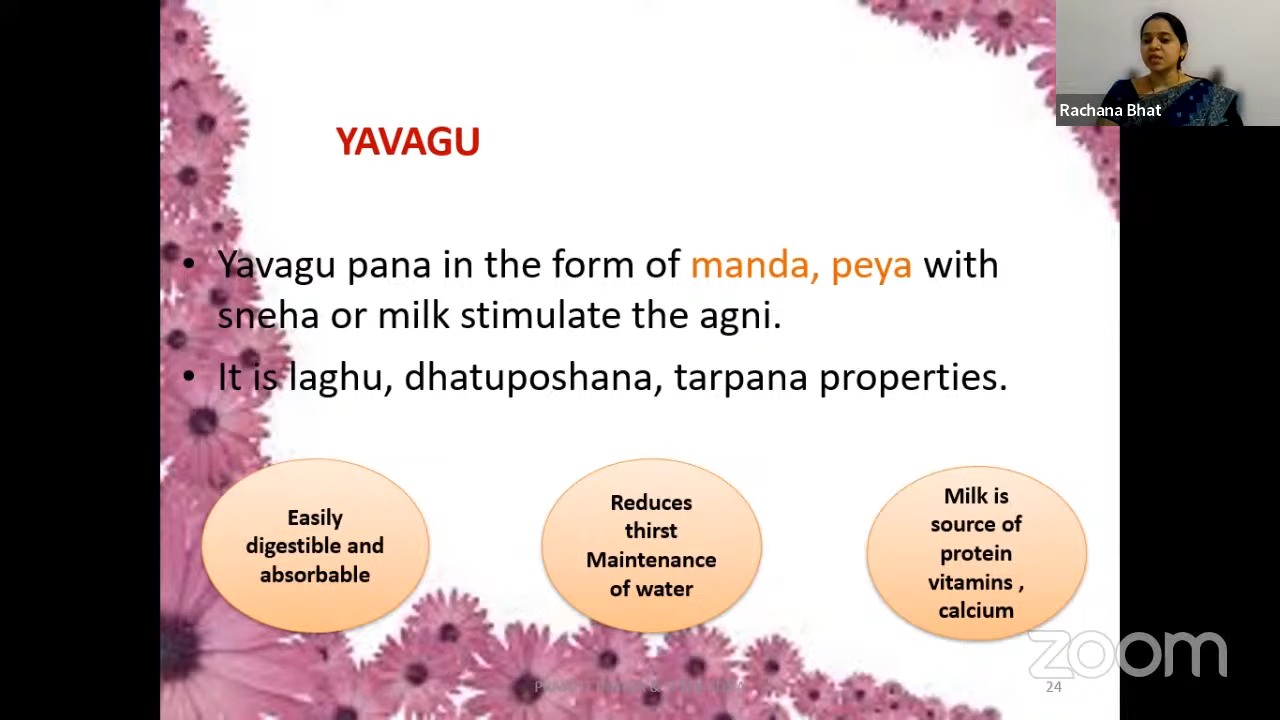 Rachana Bhat
YAVAGU
• Yavagu pana in the form of manda, peya with
sneha or milk stimulate the agni.
• It is laghu, dhatuposhana, tarpana properties.
Easily
digestible and
absorbable
Reduces
thirst
Maintenance
of water
Milk is
source of
protein
vitamins ,
calcium
zoom
24